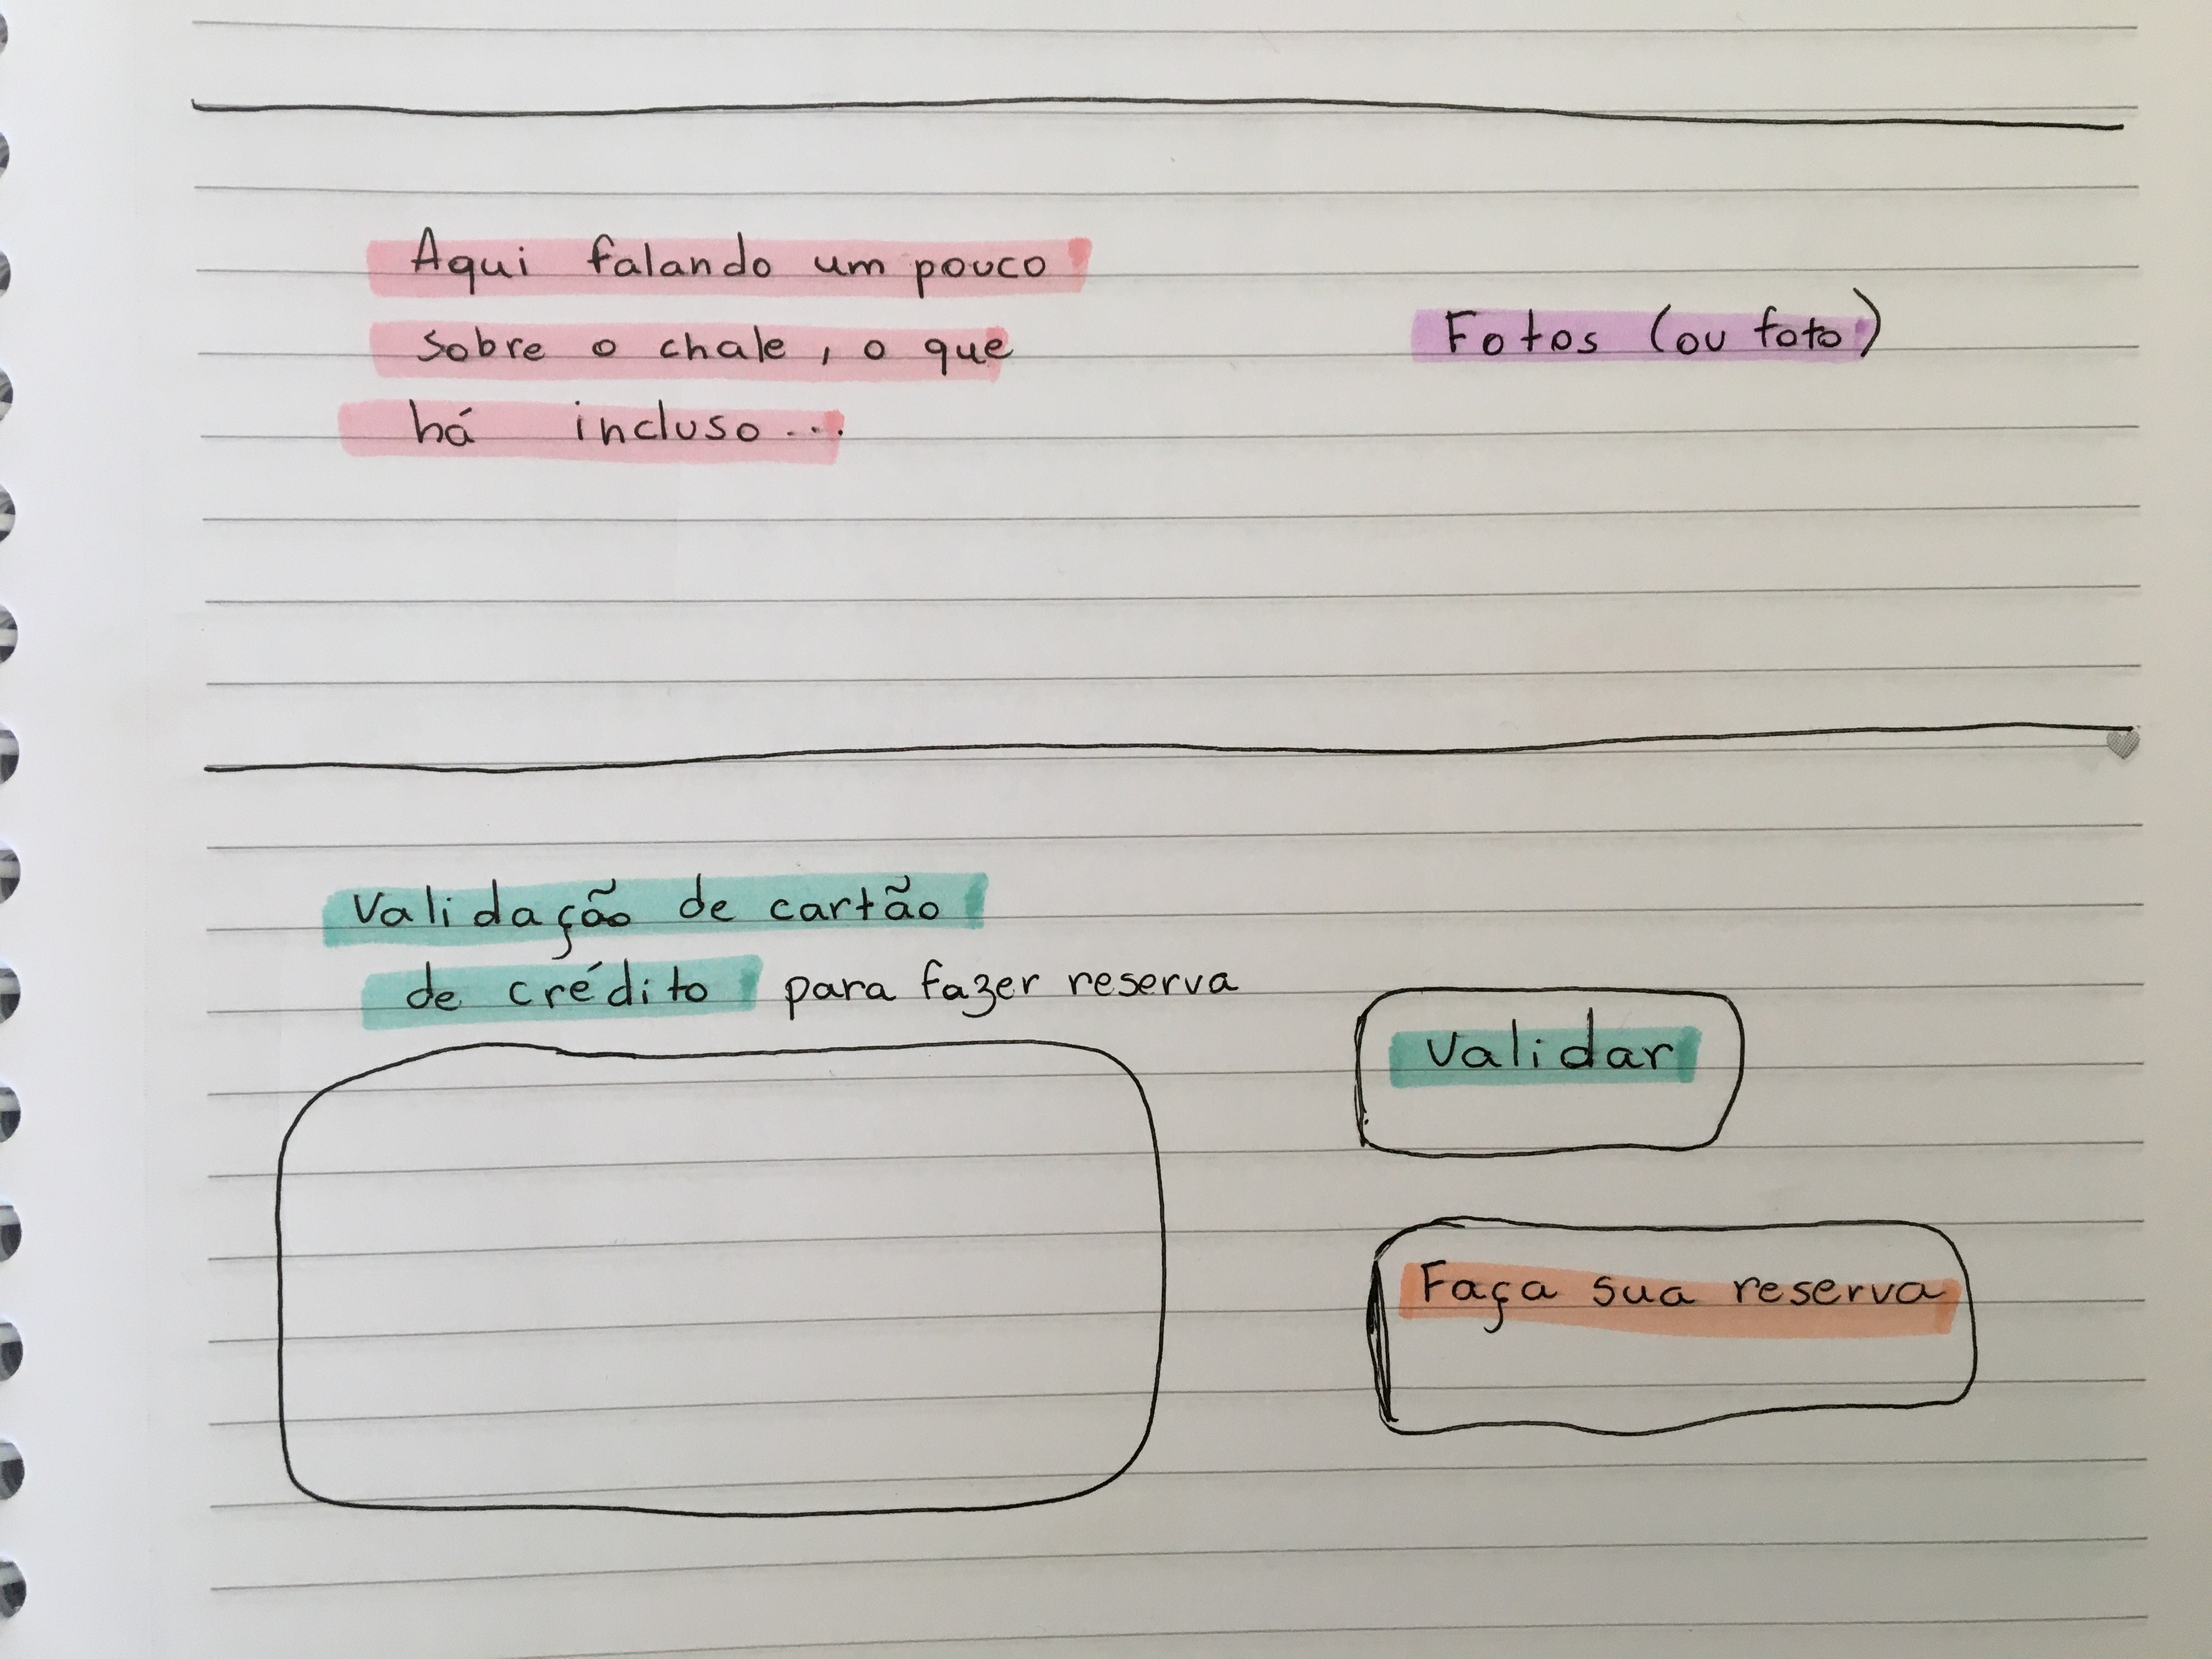 Aqui falando um pouco
sobre o chale, o que
há incluso...
Fotos (ou foto)
Validação de cartão
de crédito para fazer reserva
Validar
Faça sua reserva